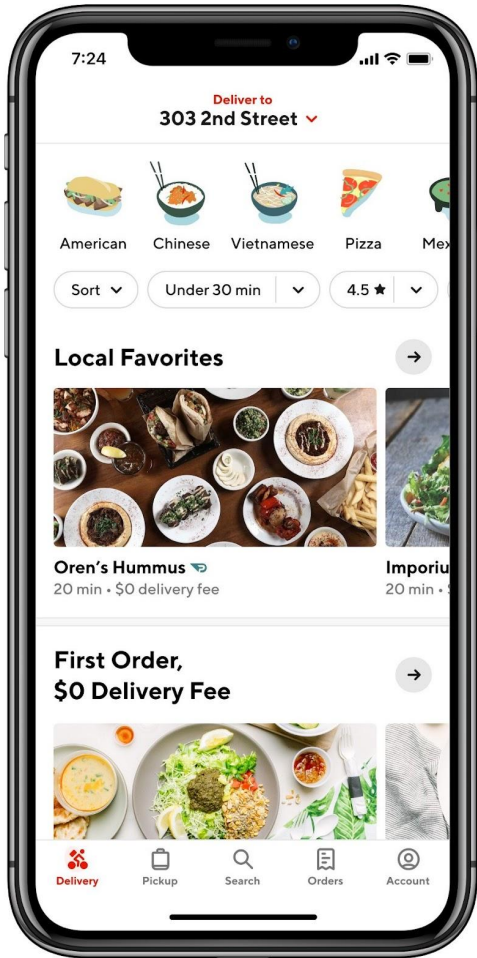 7:24
Deliver to
303 2nd Street
American Chinese Vietnamese Pizza Mex
Sort Under 30 min 4.5 ★
Local Favorites
Oren's Hummus Imporiu
20 min • $0 delivery fee 20 min •
First Order,
$0 Delivery Fee
Delivery Pickup Search Orders Account